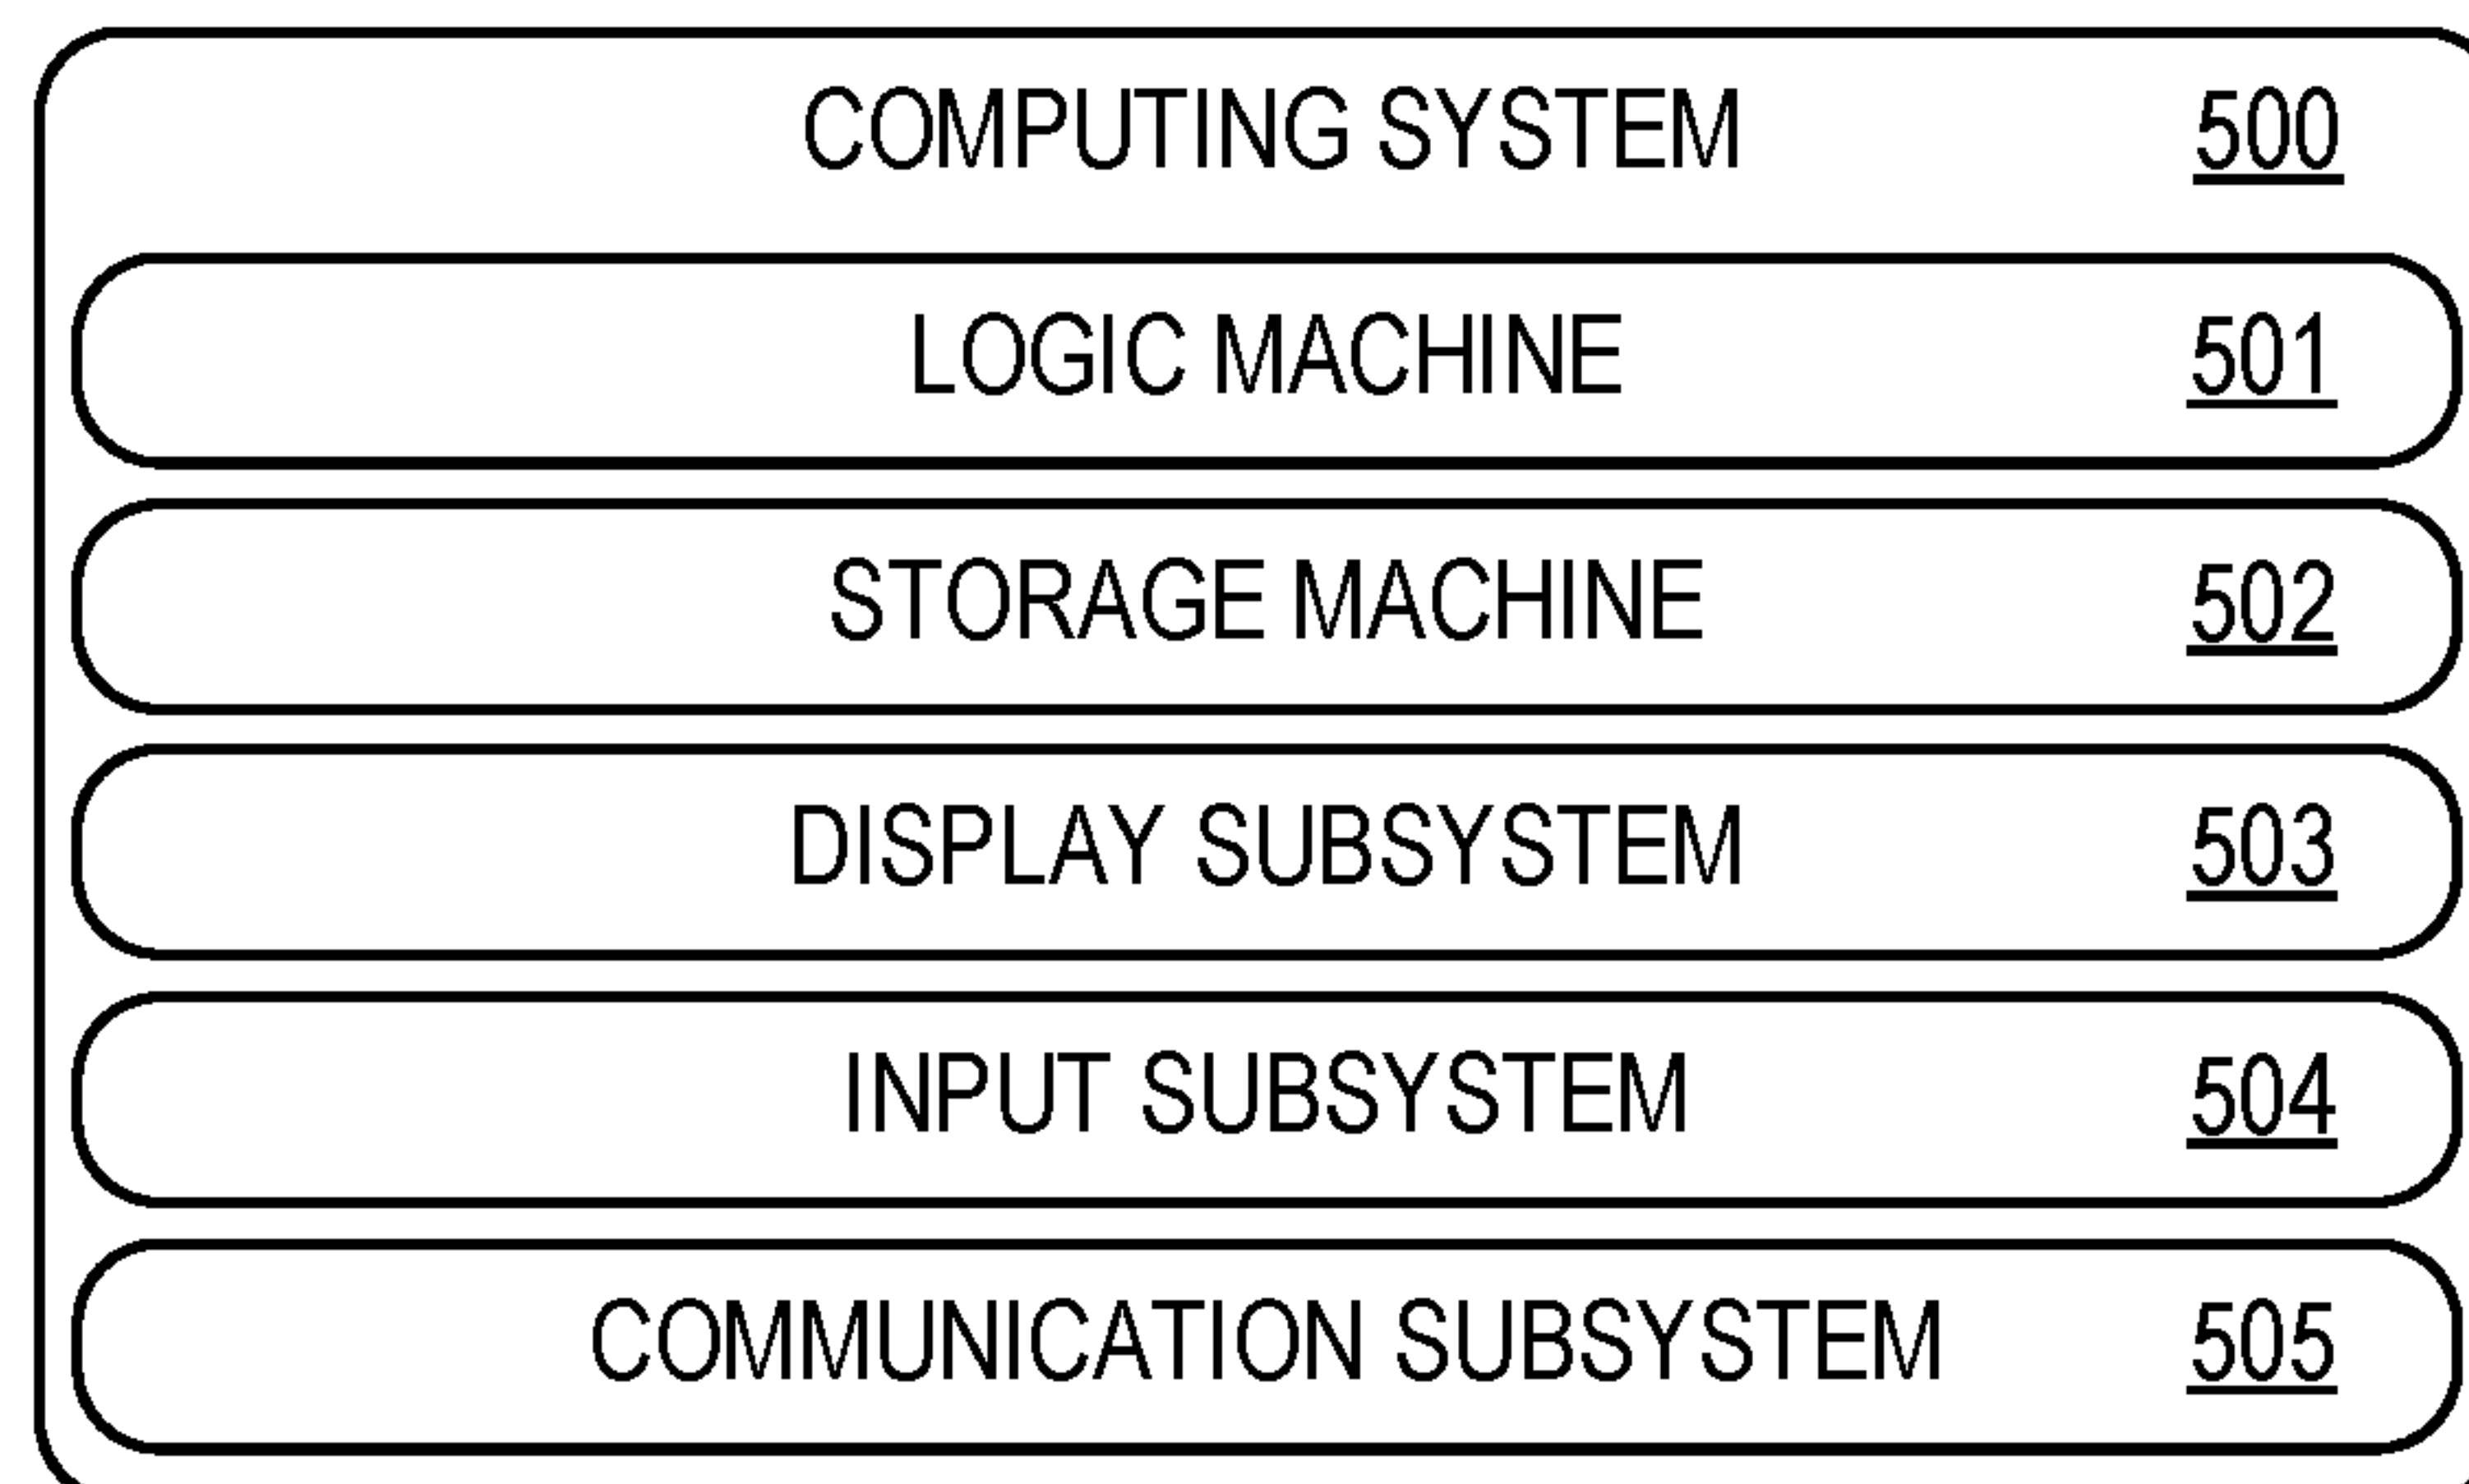 COMPUTING SYSTEM 500
LOGIC MACHINE 501
STORAGE MACHINE 502
DISPLAY SUBSYSTEM 503
INPUT SUBSYSTEM 504
COMMUNICATION SUBSYSTEM 505